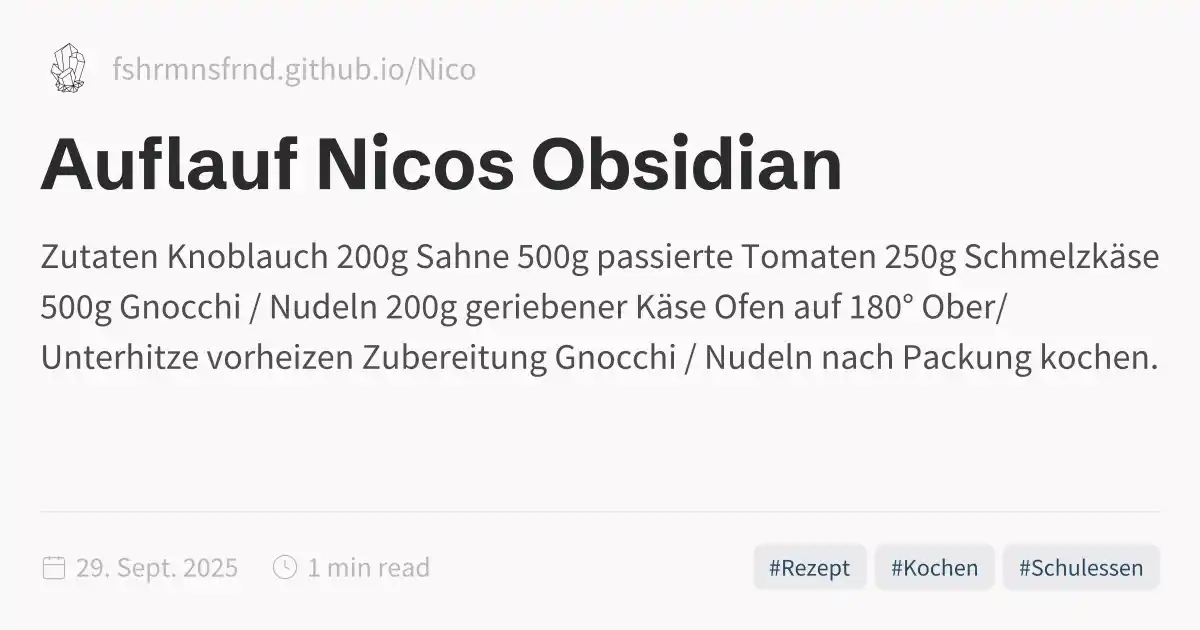 fshrmnsfrnd.github.io/Nico
Auflauf Nicos Obsidian
Zutaten Knoblauch 200g Sahne 500g passierte Tomaten 250g Schmelzkäse
500g Gnocchi / Nudeln 200g geriebener Käse Ofen auf 180° Ober/
Unterhitze vorheizen Zubereitung Gnocchi / Nudeln nach Packung kochen.
29. Sept. 2025 1 min read #Rezept #Kochen #Schulessen